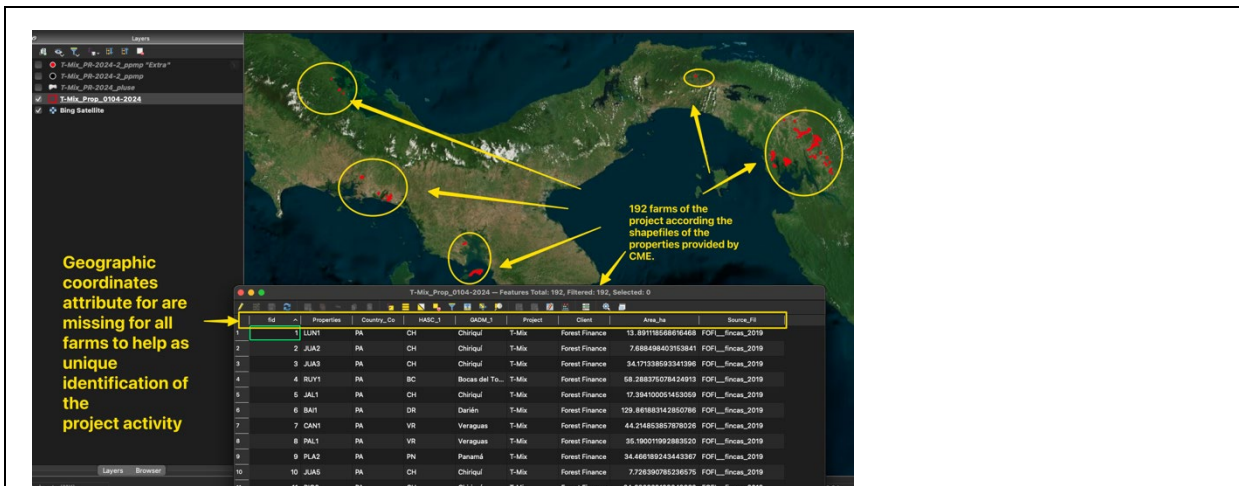 Layers
T-Mix_PR-2024-2_ppmp "Extra"
T-Mix_PR-2024-2_ppmp
T-Mix_PR-2024_pluse
T-Mix_Prop_0104-2024
Bing Satellite
192 farms of the
project according the
shapefiles of the
properties provided by
CME.
Geographic
coordinates
attribute for are
missing for all
farms to help as
unique
identification of
the
project activity
T-Mix_Prop_0104-2024 — Features Total: 192, Filtered: 192, Selected: 0
fid Properties Country_Co HASC_1 GADM_1 Project Client Area_ha Source_Fil
1 1 LUN1 PA CH Chiriquí T-Mix Forest Finance 13.891118568616468 FOFI__fincas_2019
2 2 JUA2 PA CH Chiriquí T-Mix Forest Finance 7.688498403153841 FOFI__fincas_2019
3 3 JUA3 PA CH Chiriquí T-Mix Forest Finance 34.171338593341396 FOFI__fincas_2019
4 4 RUY1 PA BC Bocas del To... T-Mix Forest Finance 58.288375078424913 FOFI__fincas_2019
5 5 JAL1 PA CH Chiriquí T-Mix Forest Finance 17.394100051453059 FOFI__fincas_2019
6 6 BAI1 PA DR Darién T-Mix Forest Finance 129.861883142850786 FOFI__fincas_2019
7 7 CAN1 PA VR Veraguas T-Mix Forest Finance 44.214853857878026 FOFI__fincas_2019
8 8 PAL1 PA VR Veraguas T-Mix Forest Finance 35.190011992883520 FOFI__fincas_2019
9 9 PLA2 PA PN Panamá T-Mix Forest Finance 34.466189243443367 FOFI__fincas_2019
10 10 JUA5 PA CH Chiriquí T-Mix Forest Finance 7.726390785236575 FOFI__fincas_2019
Layers Browser